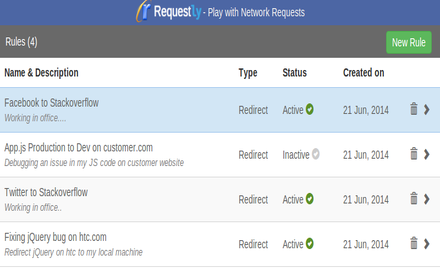 Requestly - Play with Network Requests
Rules (4) New Rule
Name & Description Type Status Created on
Facebook to Stackoverflow Redirect Active 21 Jun, 2014
Working in office....
App.js Production to Dev on customer.com Redirect Inactive 21 Jun, 2014
Debugging an issue in my JS code on customer website
Twitter to Stackoverflow Redirect Active 21 Jun, 2014
Working in office..
Fixing jQuery bug on htc.com Redirect Active 21 Jun, 2014
Redirect jQuery on htc to my local machine